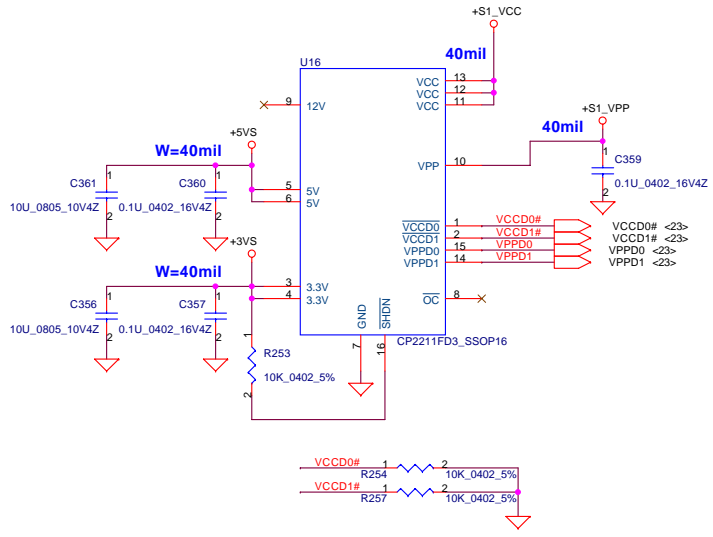 +S1_VCC
U16
40mil
13
VCC
12
VCC
11
VCC
9
12V
+5VS
W=40mil
+S1_VPP
40mil
10
VPP
1
C359
0.1U_0402_16V4Z
2
C361
1
C360
1
10U_0805_10V4Z
0.1U_0402_16V4Z
2
2
5
5V
6
5V
VCCD0
1
VCCD0#
VCCD0# <23>
VCCD1
2
VCCD1#
VCCD1# <23>
VPPD0
15
VPPD0
VPPD0 <23>
VPPD1
14
VPPD1
VPPD1 <23>
+3VS
W=40mil
3
3.3V
4
3.3V
OC
8
C356
1
C357
1
10U_0805_10V4Z
0.1U_0402_16V4Z
2
2
GND
SHDN
7
16
CP2211FD3_SSOP16
1
R253
10K_0402_5%
2
VCCD0#
1
2
R254
10K_0402_5%
VCCD1#
1
2
R257
10K_0402_5%